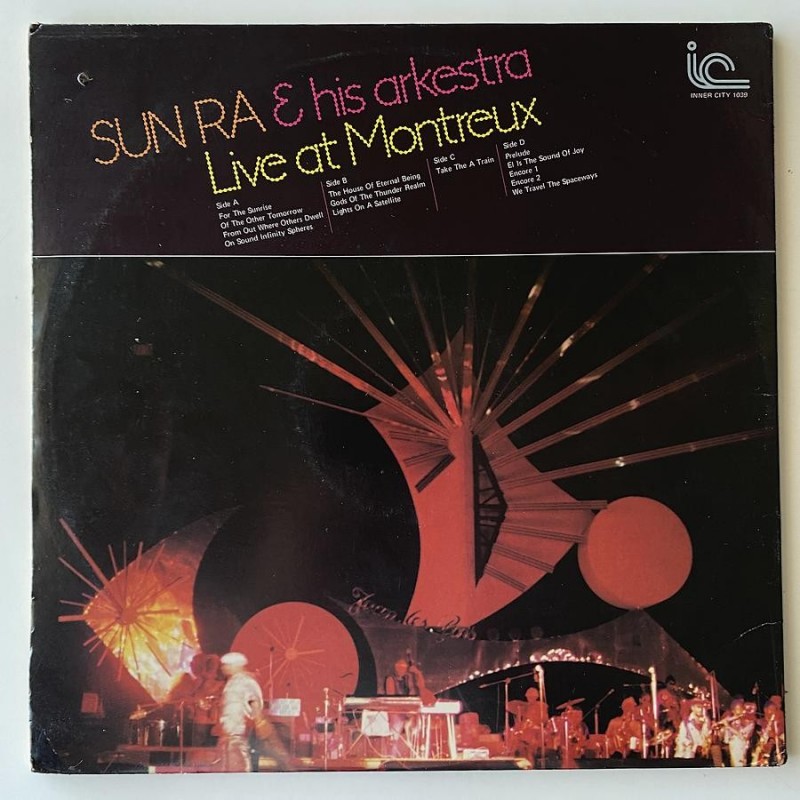 SUN RA & his arkestra
Live at Montreux
ic
INNER CITY 1039
Side A
For The Sunrise
Of The Other Tomorrow
From Out Where Others Dwell
On Sound Infinity Spheres
Side B
The House Of Eternal Being
Gods Of The Thunder Realm
Lights On A Satellite
Side C
Take The A Train
Side D
Prelude
El Is The Sound Of Joy
Encore 1
Encore 2
We Travel The Spaceways
Juan-les-Pins